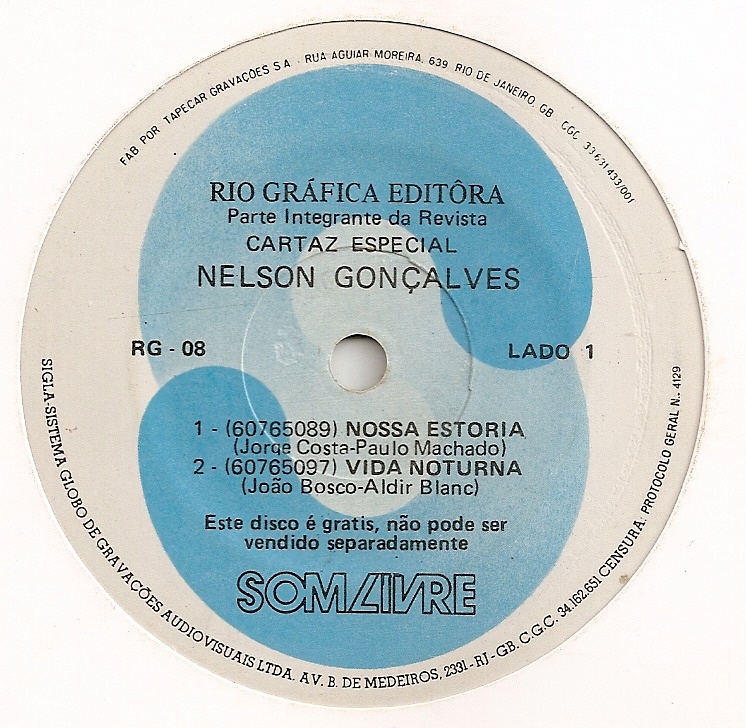 FAB POR TAPECAR GRAVAÇÕES S A - RUA AGUIAR MOREIRA, 639 RIO DE JANEIRO, GB CGC 33631433/001
RIO GRÁFICA EDITÔRA
Parte Integrante da Revista
CARTAZ ESPECIAL
NELSON GONÇALVES
RG - 08
LADO 1
1 - (60765089) NOSSA ESTORIA
(Jorge Costa-Paulo Machado)
2 - (60765097) VIDA NOTURNA
(João Bosco-Aldir Blanc)
Este disco é gratis, não pode ser
vendido separadamente
SOMLIVRE
SIGLA-SISTEMA GLOBO DE GRAVAÇÕES AUDIOVISUAIS LTDA. AV. B. DE MEDEIROS, 2331-RJ-GB. C.G.C. 34.162.651 CENSURA. PROTOCOLO GERAL N.. 4129